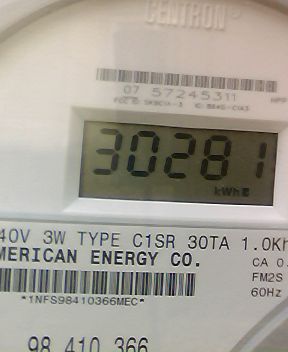 CENTRON®
07 57245311
30281
kWh
40V 3W TYPE C1SR 30TA 1.0Kh
MERICAN ENERGY CO.
CA 0.
FM2S
*1NFS98410366MEC*
60Hz
98 410 366